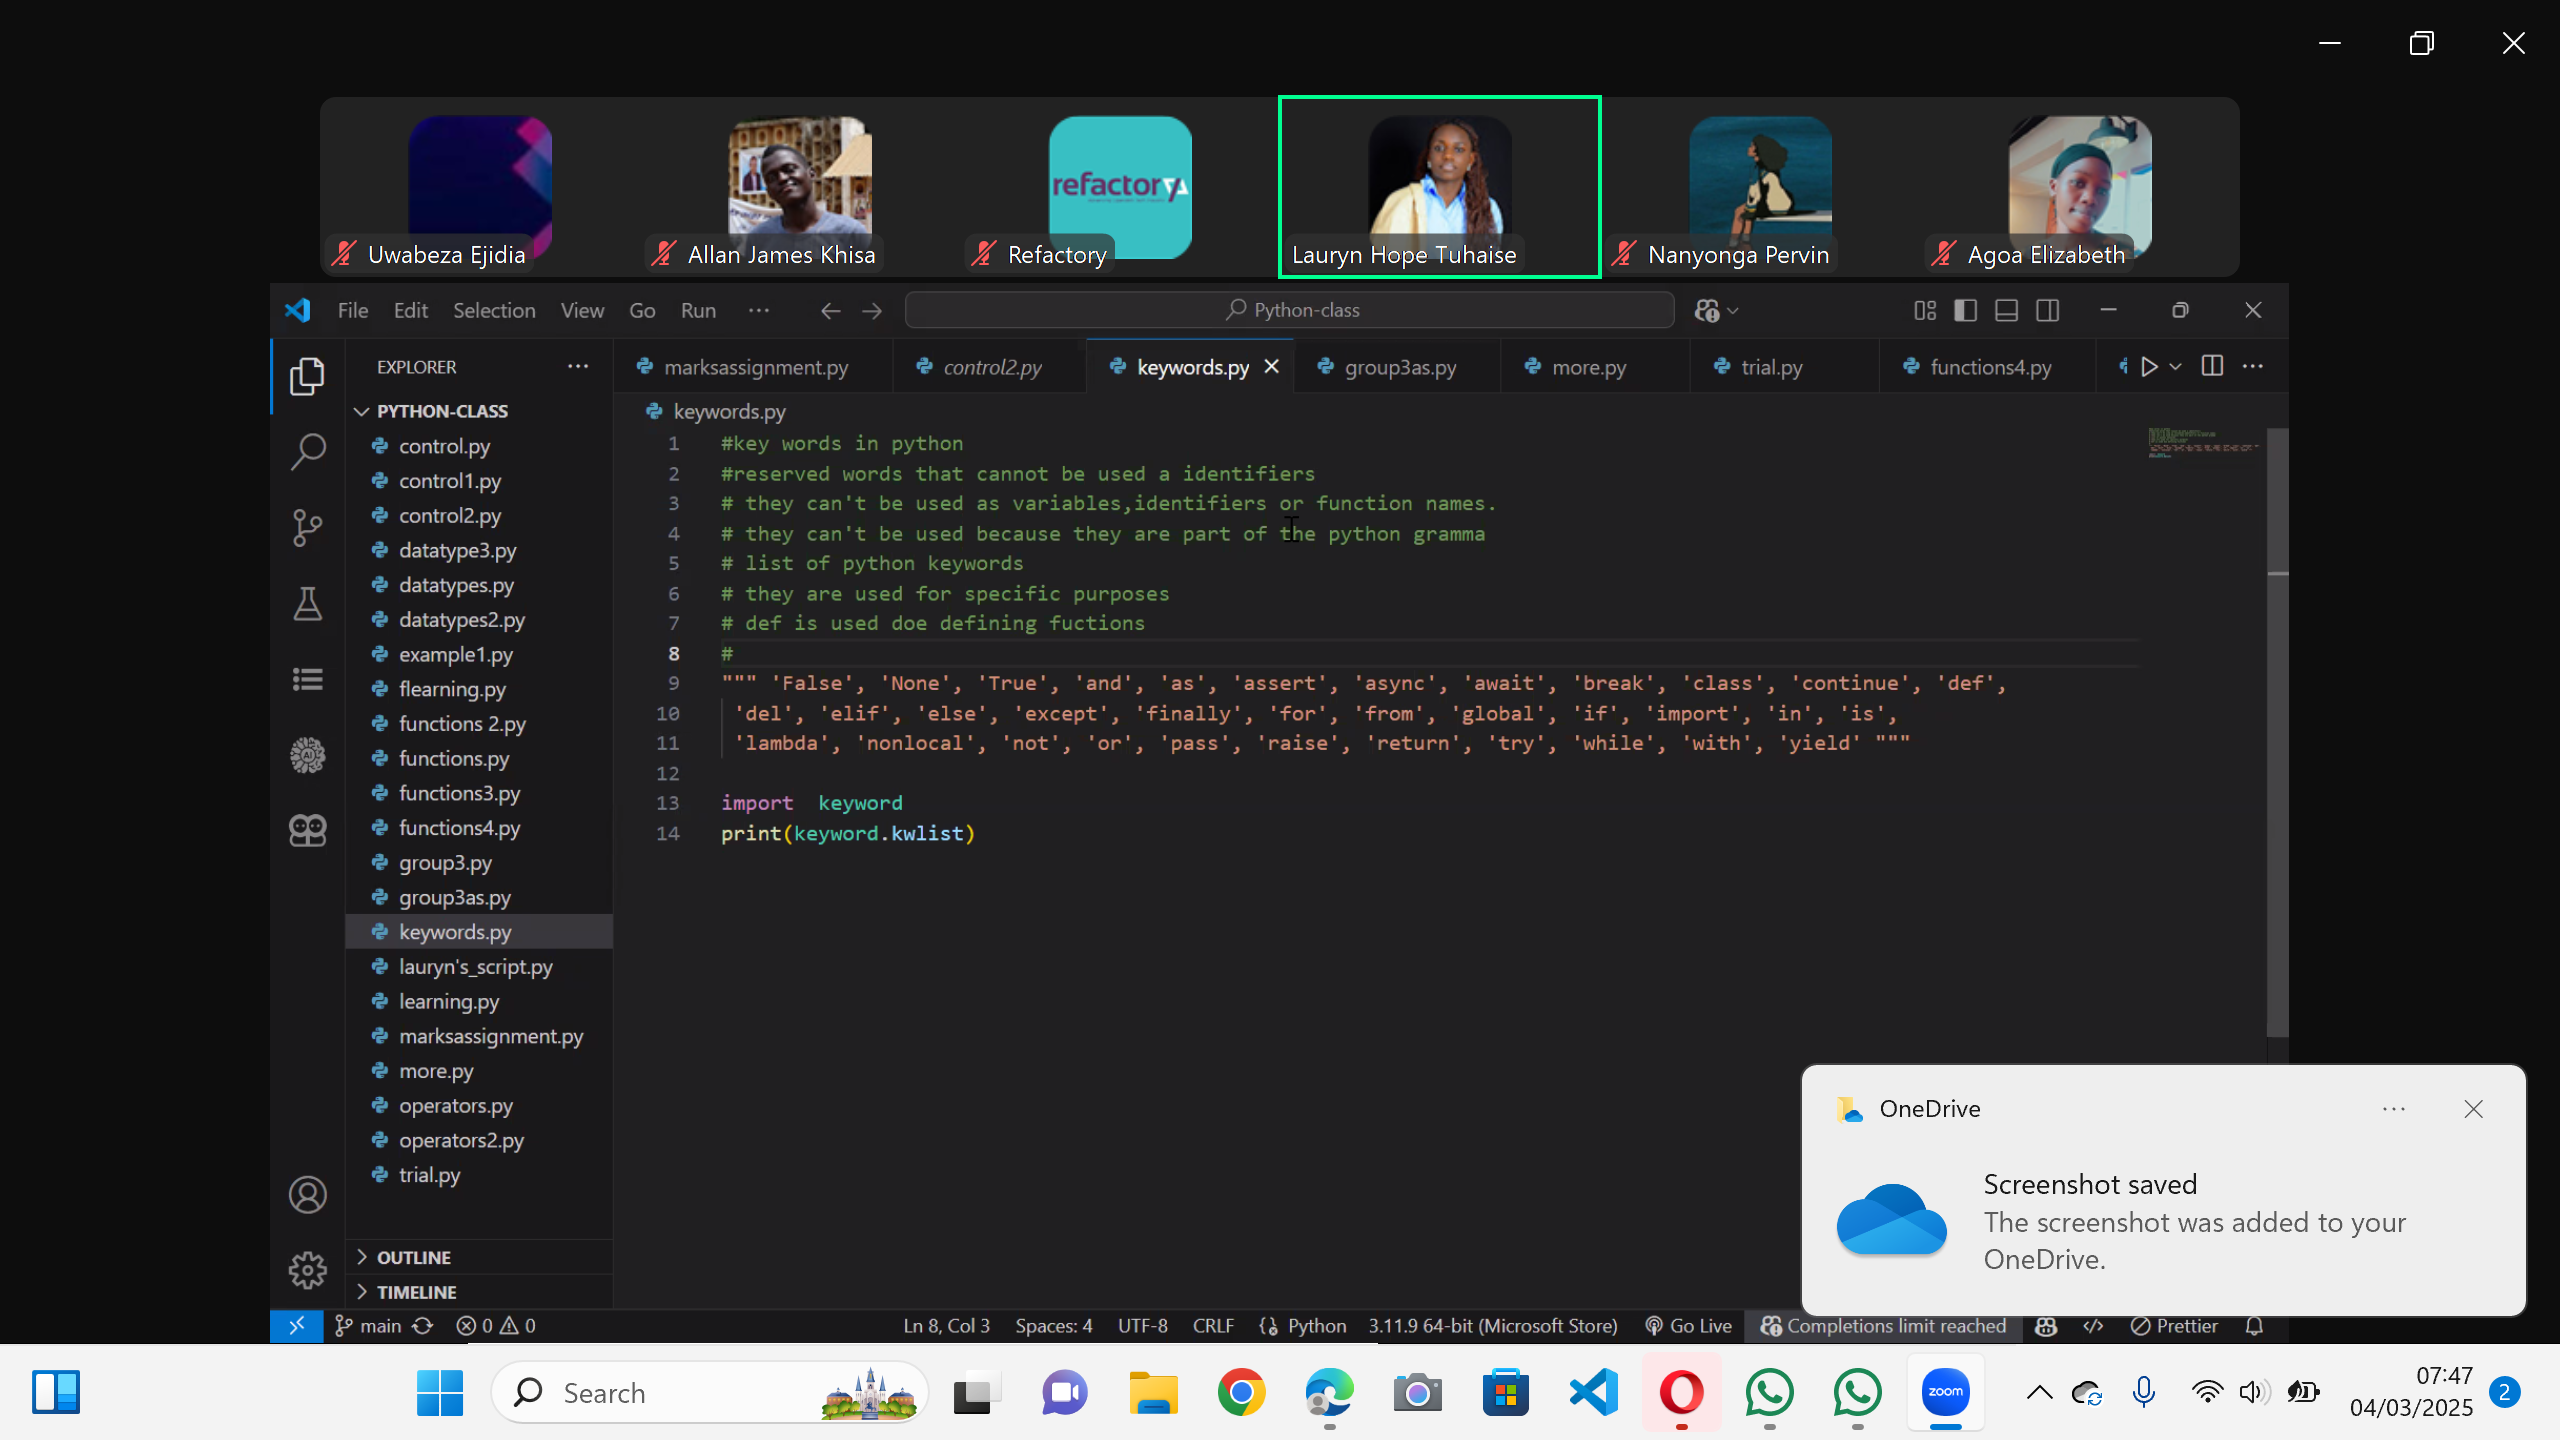 refactory
Uwabeza Ejidia
Allan James Khisa
Refactory
Lauryn Hope Tuhaise
Nanyonga Pervin
Agoa Elizabeth
File Edit Selection View Go Run ··· Python-class
EXPLORER ···
marksassignment.py control2.py keywords.py group3as.py more.py trial.py functions4.py
PYTHON-CLASS
control.py
control1.py
control2.py
datatype3.py
datatypes.py
datatypes2.py
example1.py
flearning.py
functions 2.py
functions.py
functions3.py
functions4.py
group3.py
group3as.py
keywords.py
lauryn's_script.py
learning.py
marksassignment.py
more.py
operators.py
operators2.py
trial.py
OUTLINE
TIMELINE
keywords.py
1 #key words in python
2 #reserved words that cannot be used a identifiers
3 # they can't be used as variables,identifiers or function names.
4 # they can't be used because they are part of the python gramma
5 # list of python keywords
6 # they are used for specific purposes
7 # def is used doe defining fuctions
8 #
9 """ 'False', 'None', 'True', 'and', 'as', 'assert', 'async', 'await', 'break', 'class', 'continue', 'def',
10 'del', 'elif', 'else', 'except', 'finally', 'for', 'from', 'global', 'if', 'import', 'in', 'is',
11 'lambda', 'nonlocal', 'not', 'or', 'pass', 'raise', 'return', 'try', 'while', 'with', 'yield' """
12
13 import  keyword
14 print(keyword.kwlist)
OneDrive
Screenshot saved
The screenshot was added to your
OneDrive.
main 0 0 Ln 8, Col 3 Spaces: 4 UTF-8 CRLF {} Python 3.11.9 64-bit (Microsoft Store) Go Live Completions limit reached Prettier
Search
zoom
07:47
04/03/2025
2